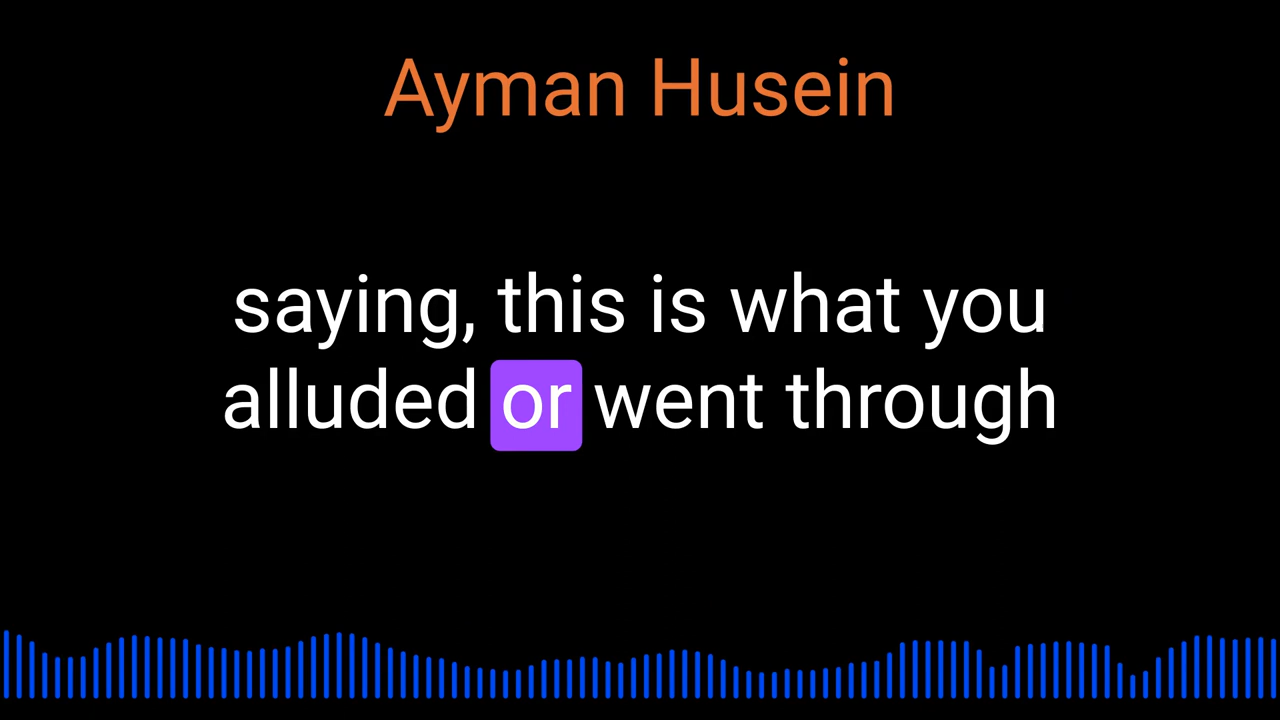 Ayman Husein
saying, this is what you
alluded or went through